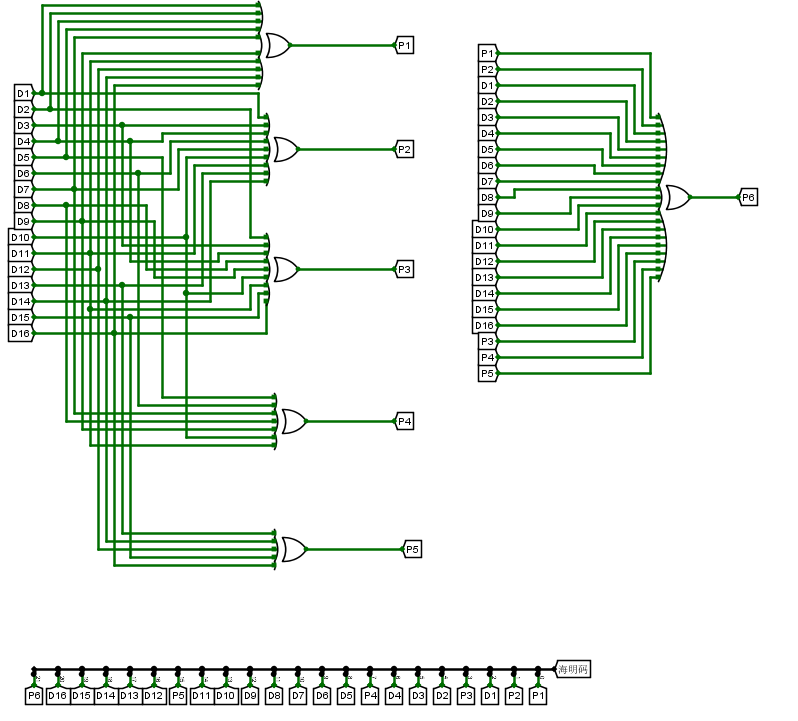 P1
P2
P3
P4
P5
D1
D2
D3
D4
D5
D6
D7
D8
D9
D10
D11
D12
D13
D14
D15
D16
P1
P2
D1
D2
D3
D4
D5
D6
D7
D8
D9
D10
D11
D12
D13
D14
D15
D16
P3
P4
P5
P6
海明码
P6 D16 D15 D14 D13 D12 P5 D11 D10 D9 D8 D7 D6 D5 P4 D4 D3 D2 P3 D1 P2 P1